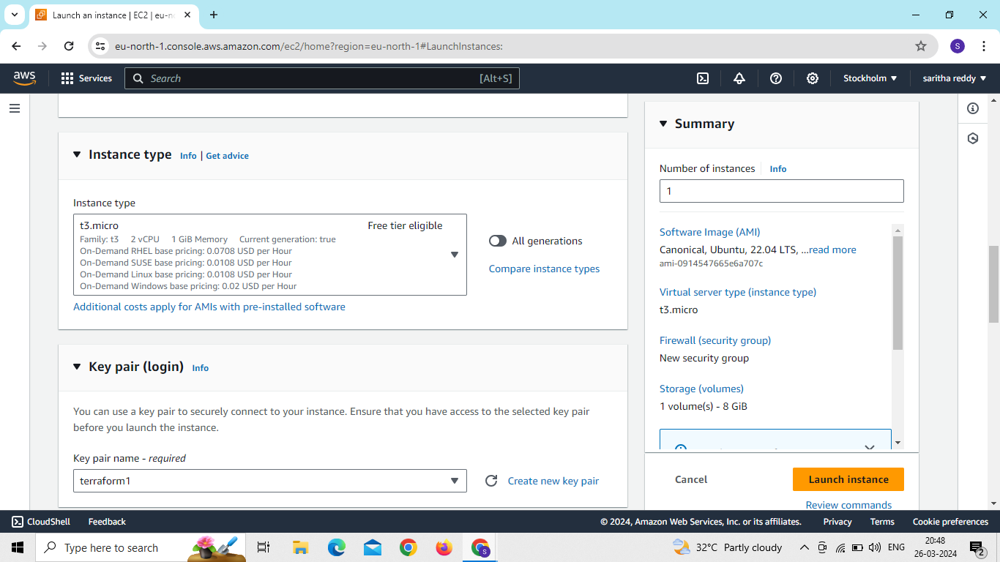 Launch an instance | EC2 | eu-n
eu-north-1.console.aws.amazon.com/ec2/home?region=eu-north-1#LaunchInstances:
S
aws
Services
Search
[Alt+S]
Stockholm
saritha reddy
Instance type
Info | Get advice
Instance type
t3.micro
Free tier eligible
Family: t3 2 vCPU 1 GiB Memory Current generation: true
On-Demand RHEL base pricing: 0.0708 USD per Hour
On-Demand SUSE base pricing: 0.0108 USD per Hour
On-Demand Linux base pricing: 0.0108 USD per Hour
On-Demand Windows base pricing: 0.02 USD per Hour
All generations
Compare instance types
Additional costs apply for AMIs with pre-installed software
Key pair (login)
Info
You can use a key pair to securely connect to your instance. Ensure that you have access to the selected key pair
before you launch the instance.
Key pair name - required
terraform1
Create new key pair
Summary
Number of instances
Info
1
Software Image (AMI)
Canonical, Ubuntu, 22.04 LTS, ...read more
ami-0914547665e6a707c
Virtual server type (instance type)
t3.micro
Firewall (security group)
New security group
Storage (volumes)
1 volume(s) - 8 GiB
Cancel
Launch instance
Review commands
CloudShell
Feedback
© 2024, Amazon Web Services, Inc. or its affiliates.
Privacy
Terms
Cookie preferences
Type here to search
S
32°C Partly cloudy
ENG
20:48
26-03-2024
2